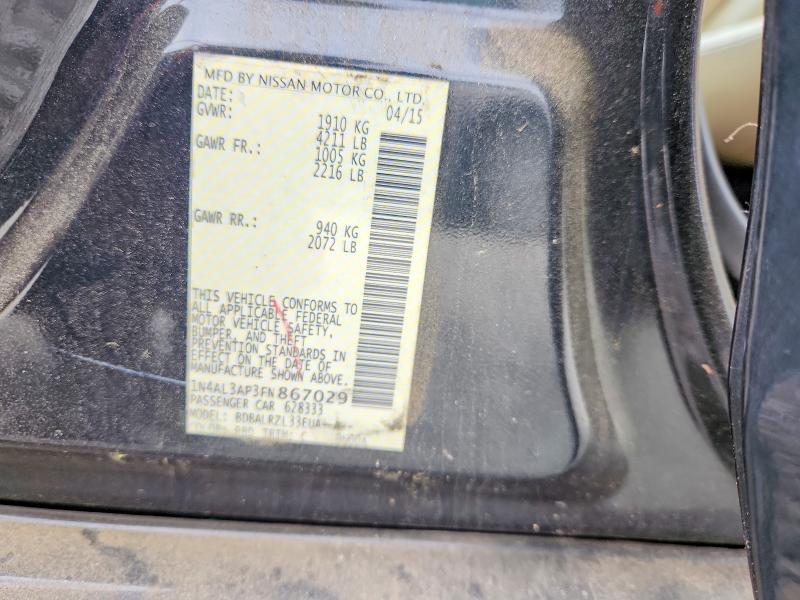 MFD BY NISSAN MOTOR CO., LTD.
DATE: 04/15
GVWR: 1910 KG
4211 LB
GAWR FR.: 1005 KG
2216 LB
GAWR RR.: 940 KG
2072 LB
THIS VEHICLE CONFORMS TO
ALL APPLICABLE FEDERAL
MOTOR VEHICLE SAFETY,
BUMPER, AND THEFT
PREVENTION STANDARDS IN
EFFECT ON THE DATE OF
MANUFACTURE SHOWN ABOVE.
1N4AL3AP3FN867029
PASSENGER CAR 628333
MODEL: BDBALRZL33EUA